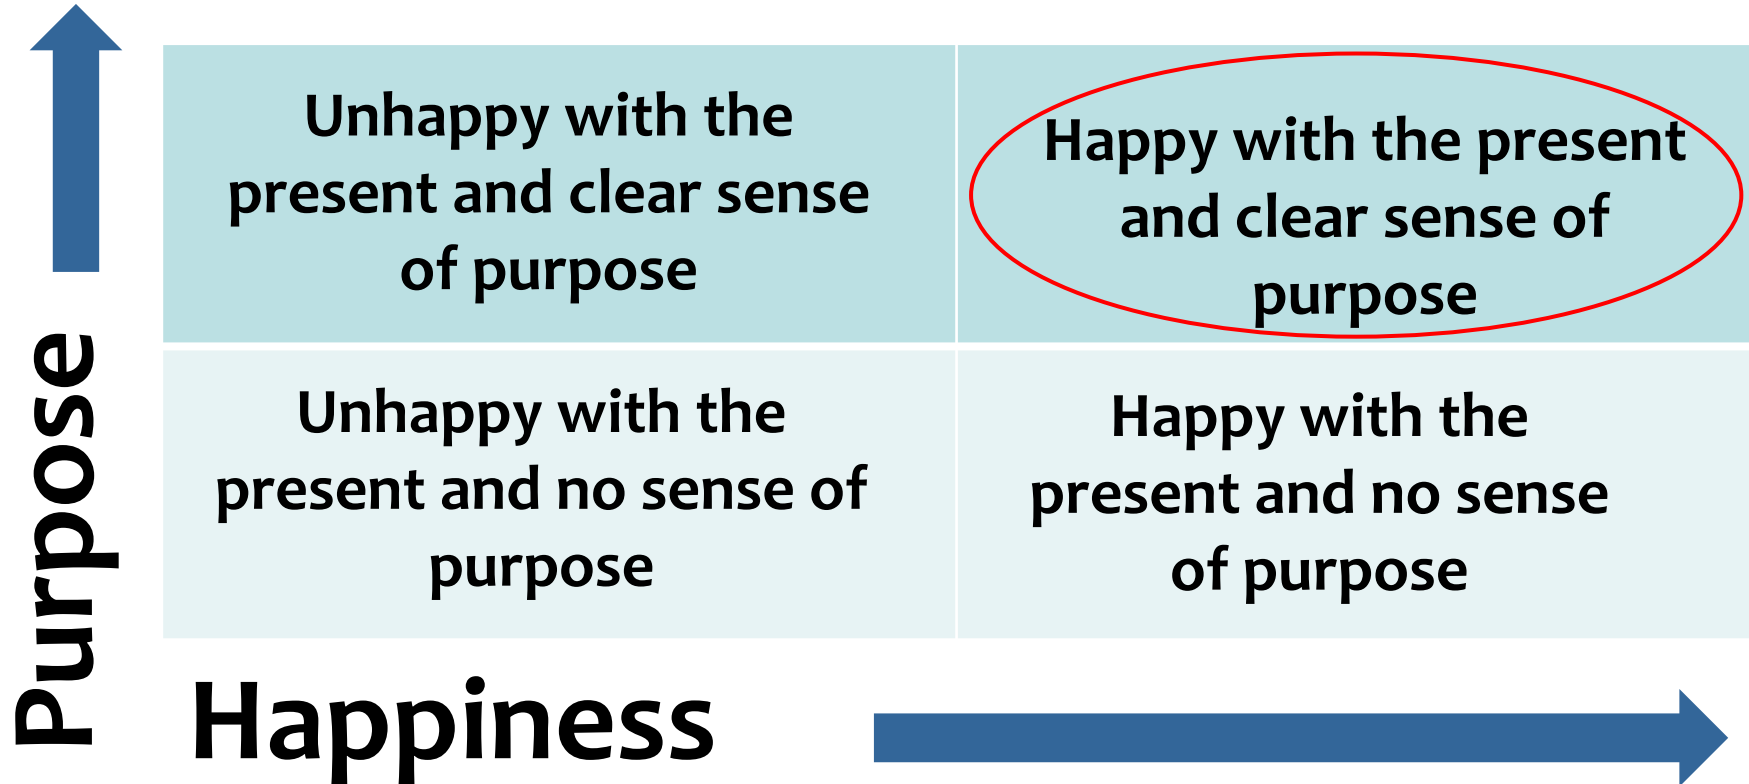 Unhappy with the
present and clear sense
of purpose
Happy with the present
and clear sense of
purpose
Unhappy with the
present and no sense of
purpose
Happy with the
present and no sense
of purpose
Purpose
Happiness